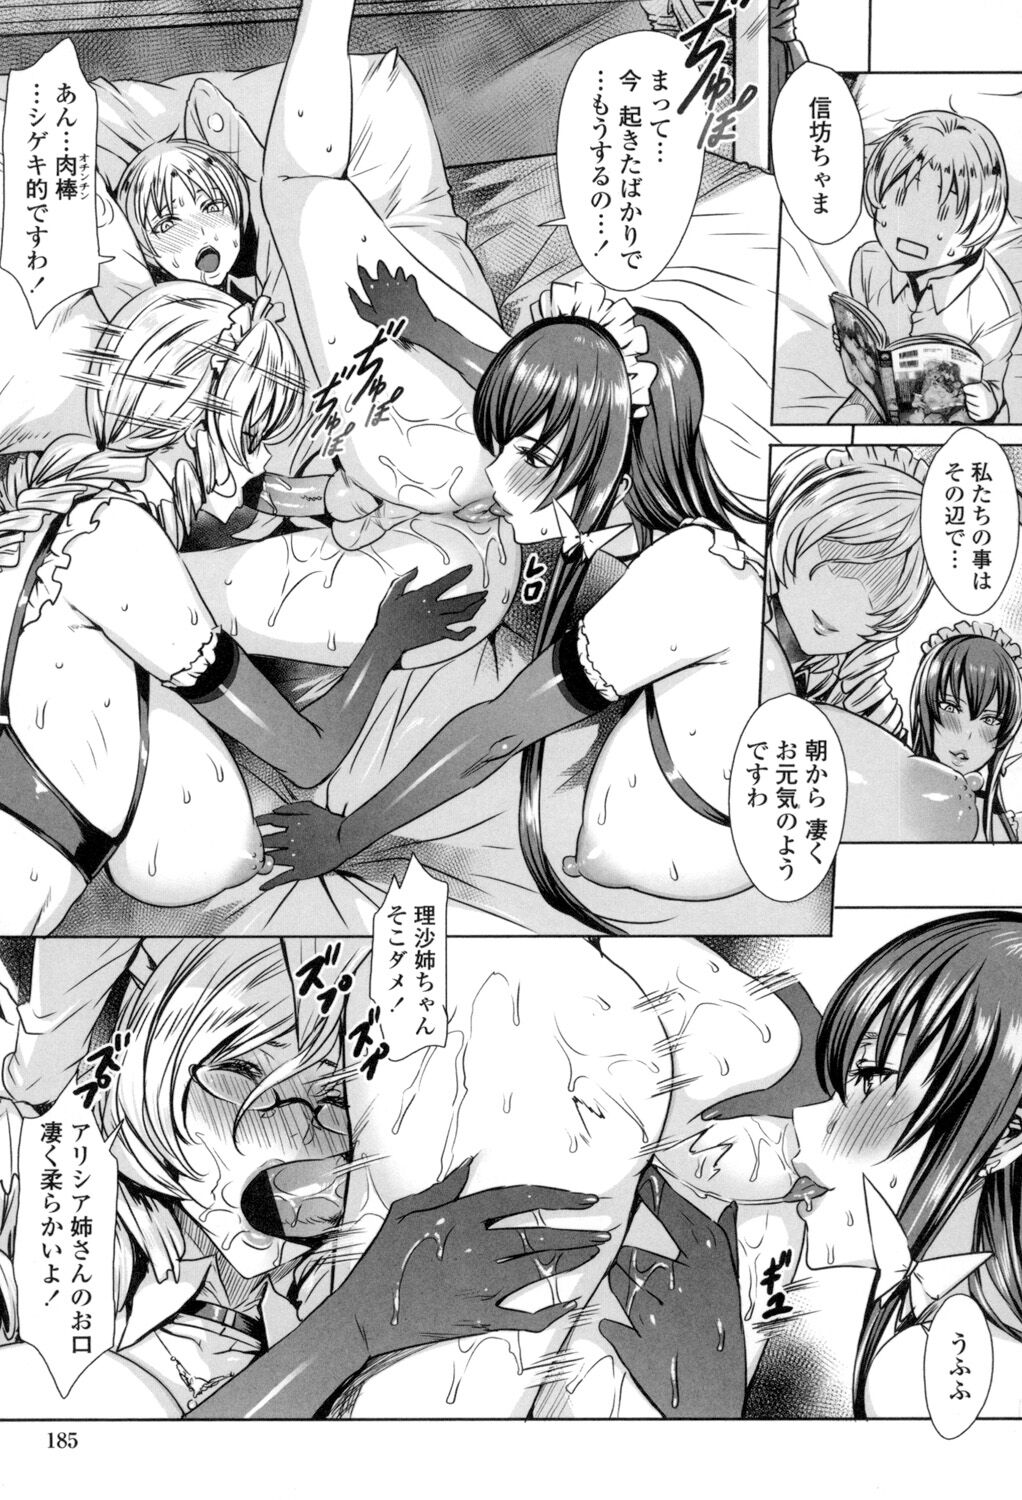 信坊ちゃま
まって…
今 起きたばかりで
…もうするの…!
ぢゅぽ
ぢゅぽ
あん…肉棒
オチンチン
…シゲキ的ですわ!
ぢゅぽ
ぢゅぽ
レロ
私たちの事は
その辺で…
朝から 凄く
お元気のよう
ですわ
理沙姉ちゃん
そこダメ!
ズプ
ズプ
ズプ
アリシア姉さんのお口
凄く柔らかいよ!
ギュ
うふふ
185